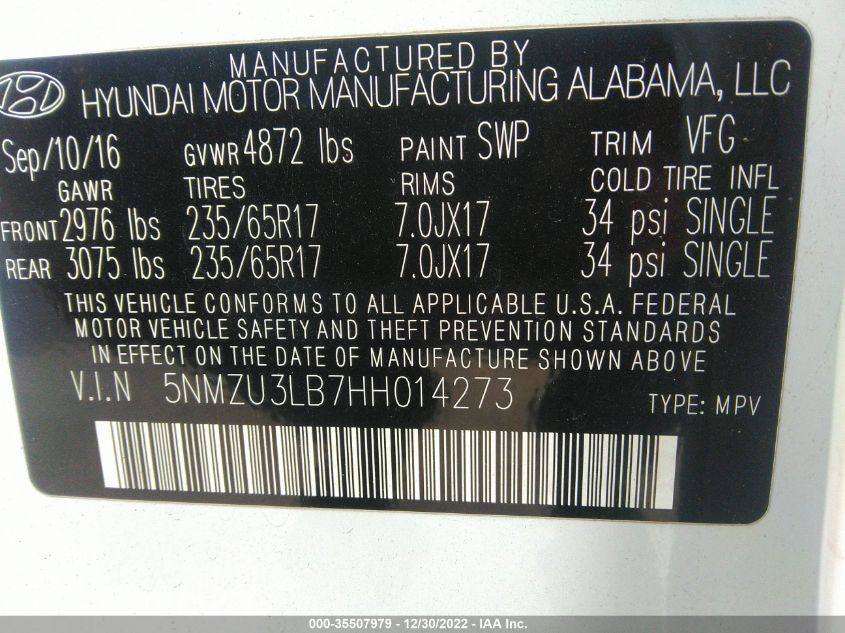 MANUFACTURED BY
HYUNDAI MOTOR MANUFACTURING ALABAMA, LLC
Sep/10/16 GVWR 4872 lbs PAINT SWP TRIM VFG
GAWR TIRES RIMS COLD TIRE INFL
FRONT 2976 lbs 235/65R17 7.0JX17 34 psi SINGLE
REAR 3075 lbs 235/65R17 7.0JX17 34 psi SINGLE
THIS VEHICLE CONFORMS TO ALL APPLICABLE U.S.A. FEDERAL
MOTOR VEHICLE SAFETY AND THEFT PREVENTION STANDARDS
IN EFFECT ON THE DATE OF MANUFACTURE SHOWN ABOVE
V.I.N 5NMZU3LB7HH014273 TYPE: MPV
000-35507979 - 12/30/2022 - IAA Inc.